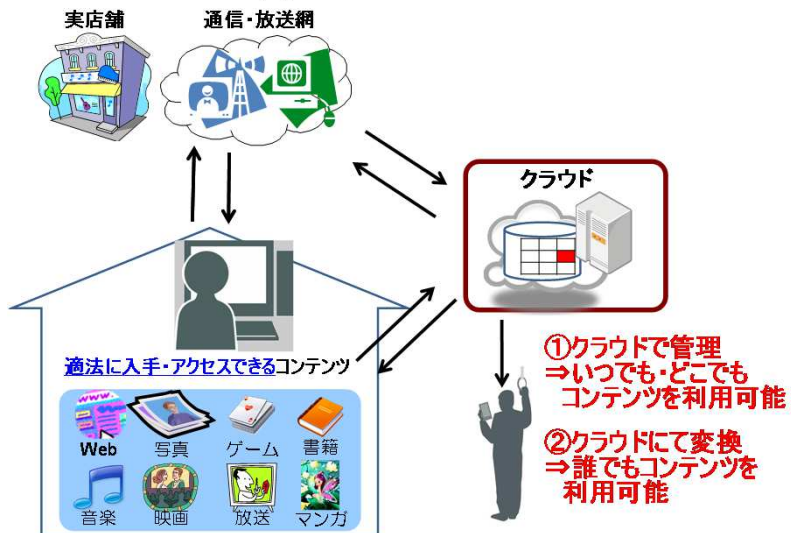 実店舗
通信・放送網
クラウド
適法に入手・アクセスできるコンテンツ
www.
Web
写真
ゲーム
書籍
音楽
映画
放送
マンガ
①クラウドで管理
⇒いつでも・どこでも
コンテンツを利用可能
②クラウドにて変換
⇒誰でもコンテンツを
利用可能